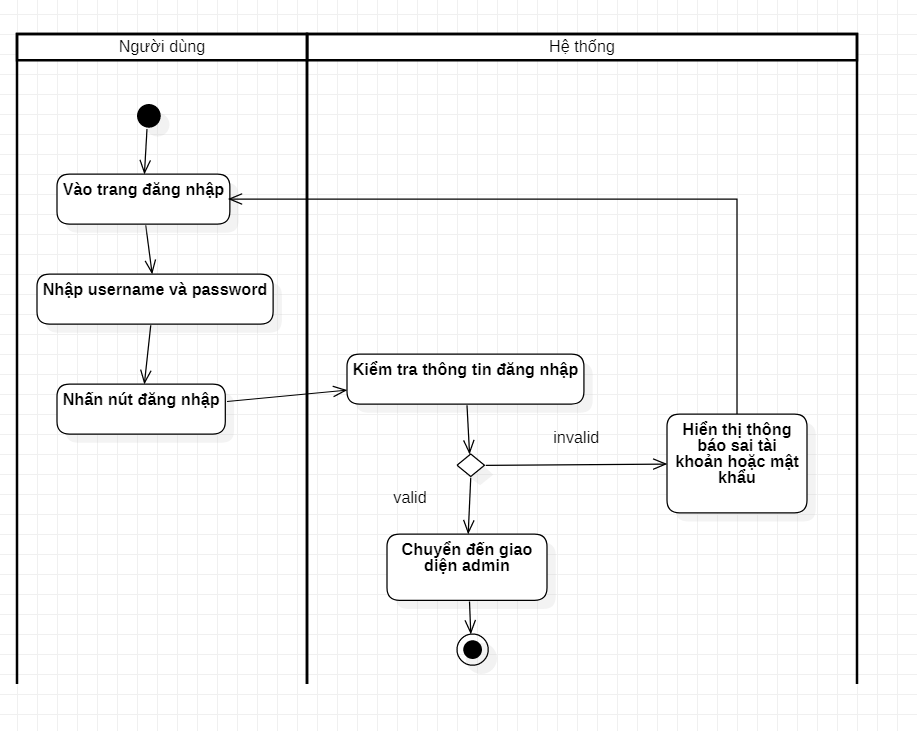 Người dùng
Hệ thống
Vào trang đăng nhập
Nhập username và password
Nhấn nút đăng nhập
Kiểm tra thông tin đăng nhập
invalid
Hiển thị thông
báo sai tài
khoản hoặc mật
khẩu
valid
Chuyển đến giao
diện admin